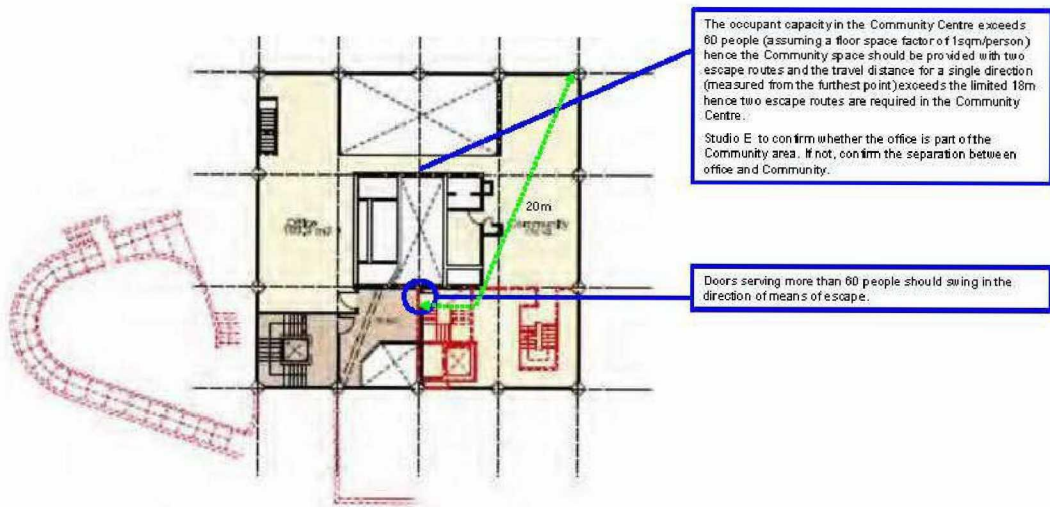 The occupant capacity in the Community Centre exceeds
60 people (assuming a floor space factor of 1sqm/person)
hence the Community space should be provided with two
escape routes and the travel distance for a single direction
(measured from the furthest point) exceeds the limited 18m
hence two escape routes are required in the Community
Centre.
Studio E to confirm whether the office is part of the
Community area. If not, confirm the separation between
office and Community.
20m
Office
Community
Doors serving more than 60 people should swing in the
direction of means of escape.